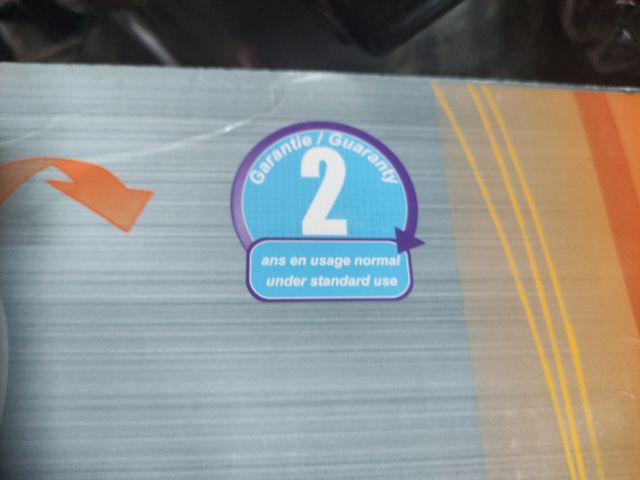 Garantie / Guaranty
2
ans en usage normal
under standard use